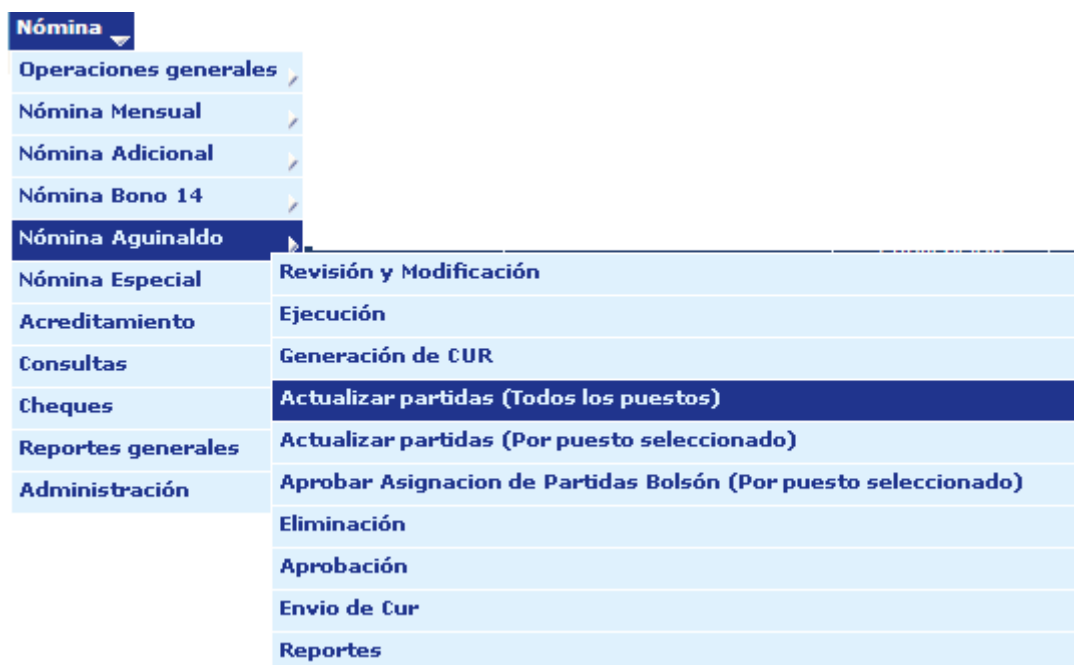 Nómina
Operaciones generales
Nómina Mensual
Nómina Adicional
Nómina Bono 14
Nómina Aguinaldo
Nómina Especial
Acreditamiento
Consultas
Cheques
Reportes generales
Administración
Revisión y Modificación
Ejecución
Generación de CUR
Actualizar partidas (Todos los puestos)
Actualizar partidas (Por puesto seleccionado)
Aprobar Asignacion de Partidas Bolsón (Por puesto seleccionado)
Eliminación
Aprobación
Envio de Cur
Reportes